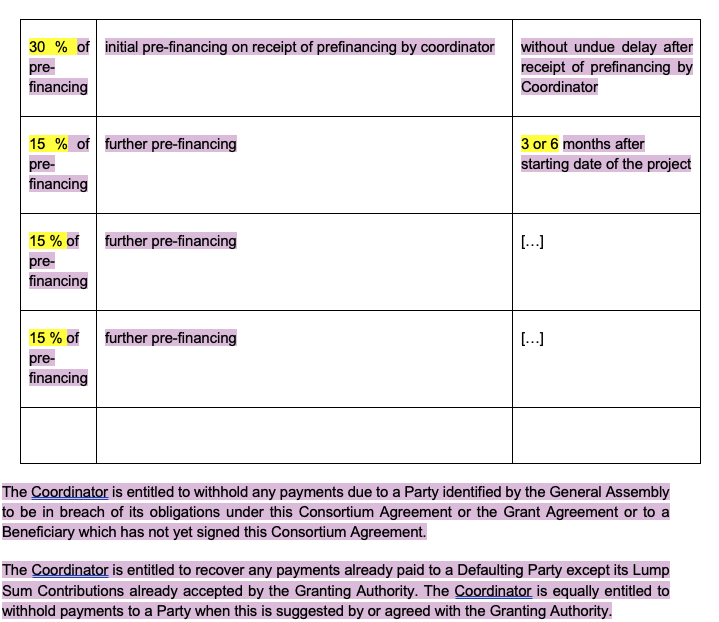 30 % of initial pre-financing on receipt of prefinancing by coordinator without undue delay after
pre- receipt of prefinancing by
financing Coordinator
15 % of further pre-financing 3 or 6 months after
pre- starting date of the project
financing
15 % of further pre-financing [...]
pre-
financing
15 % of further pre-financing [...]
pre-
financing
The Coordinator is entitled to withhold any payments due to a Party identified by the General Assembly
to be in breach of its obligations under this Consortium Agreement or the Grant Agreement or to a
Beneficiary which has not yet signed this Consortium Agreement.
The Coordinator is entitled to recover any payments already paid to a Defaulting Party except its Lump
Sum Contributions already accepted by the Granting Authority. The Coordinator is equally entitled to
withhold payments to a Party when this is suggested by or agreed with the Granting Authority.